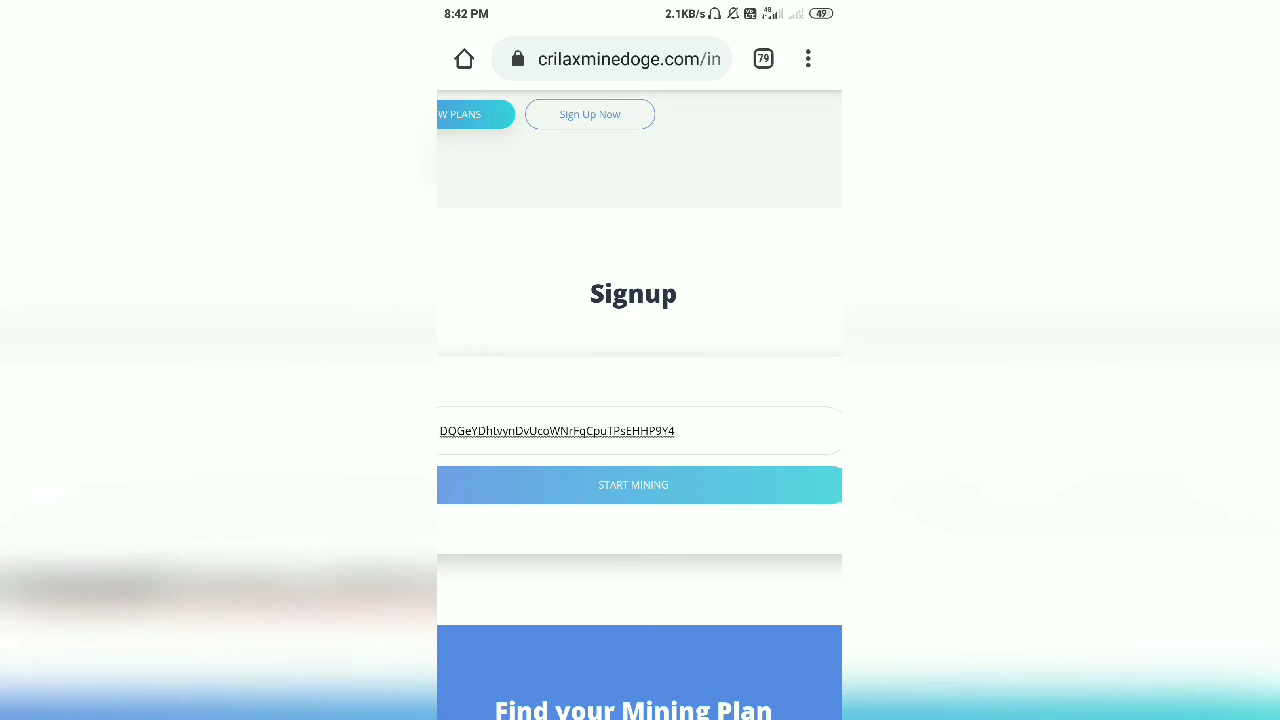 8:42 PM
2.1KB/s
4G
49
crilaxminedoge.com/in
79
W PLANS
Sign Up Now
Signup
DQGeYDhtvynDvUcoWNrFqCpuTPsEHHP9Y4
START MINING
Find your Mining Plan